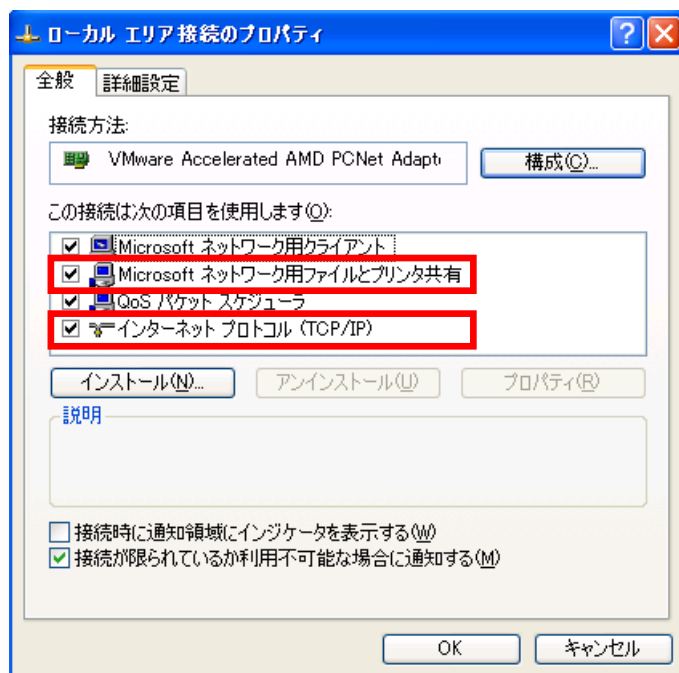 ローカル エリア接続のプロパティ
全般
詳細設定
接続方法:
VMware Accelerated AMD PCNet Adapt
構成(C)...
この接続は次の項目を使用します(O):
Microsoft ネットワーク用クライアント
Microsoft ネットワーク用ファイルとプリンタ共有
QoS パケット スケジューラ
インターネット プロトコル (TCP/IP)
インストール(N)...
アンインストール(U)
プロパティ(R)
説明
接続時に通知領域にインジケータを表示する(W)
接続が限られているか利用不可能な場合に通知する(M)
OK
キャンセル